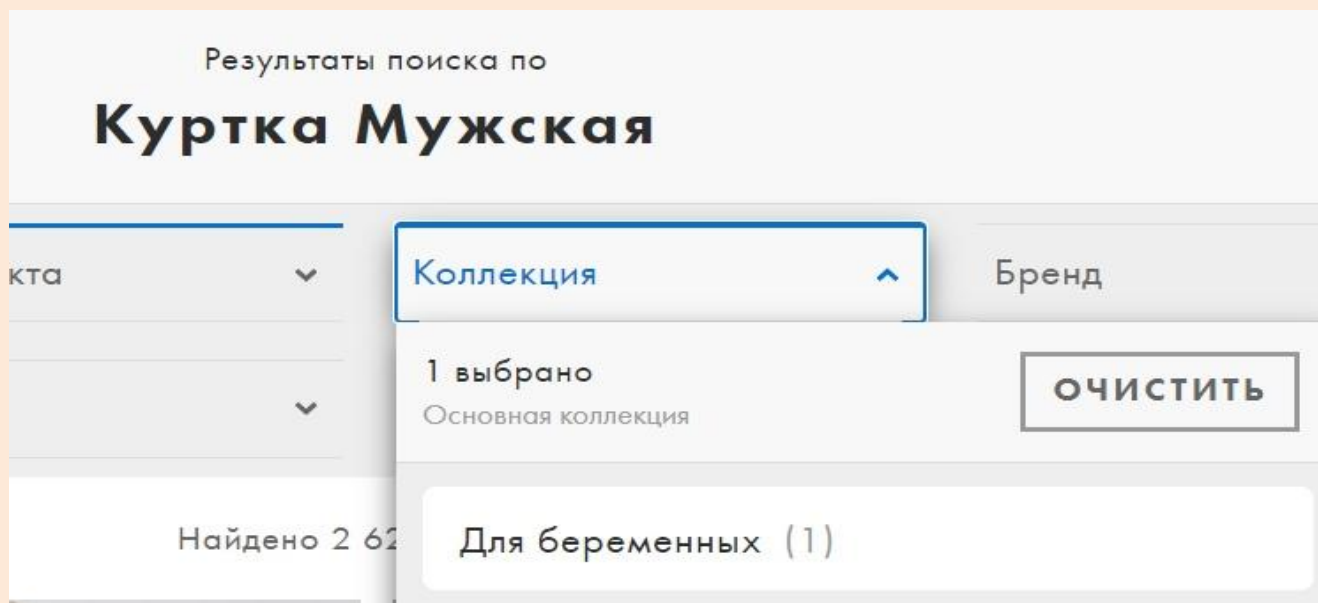 Результаты поиска по
Куртка Мужская
кта
Коллекция
Бренд
1 выбрано
ОЧИСТИТЬ
Основная коллекция
Найдено 2 62
Для беременных (1)